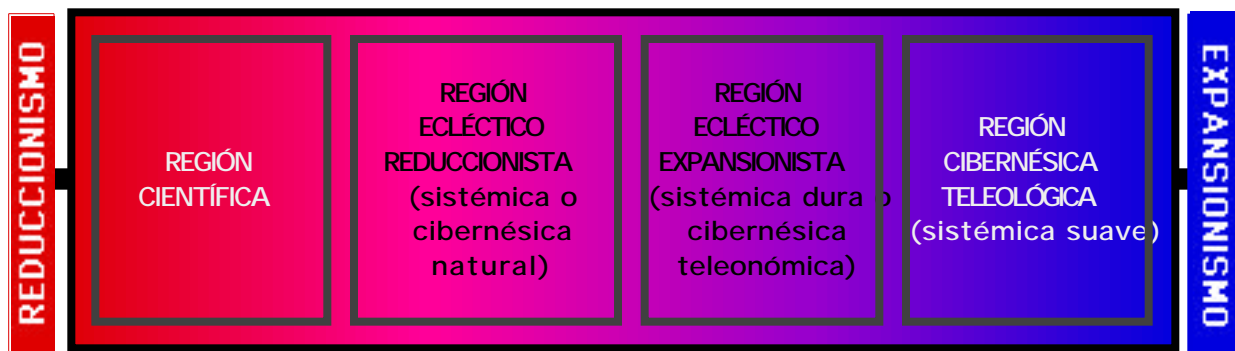 REDUCCIONISMO
REGIÓN
CIENTÍFICA
REGIÓN
ECLÉCTICO
REDUCCIONISTA
(sistémica o
cibernésica
natural)
REGIÓN
ECLÉCTICO
EXPANSIONISTA
(sistémica dura o
cibernésica
teleonómica)
REGIÓN
CIBERNÉSICA
TELEOLÓGICA
(sistémica suave)
EXPANSIONISMO